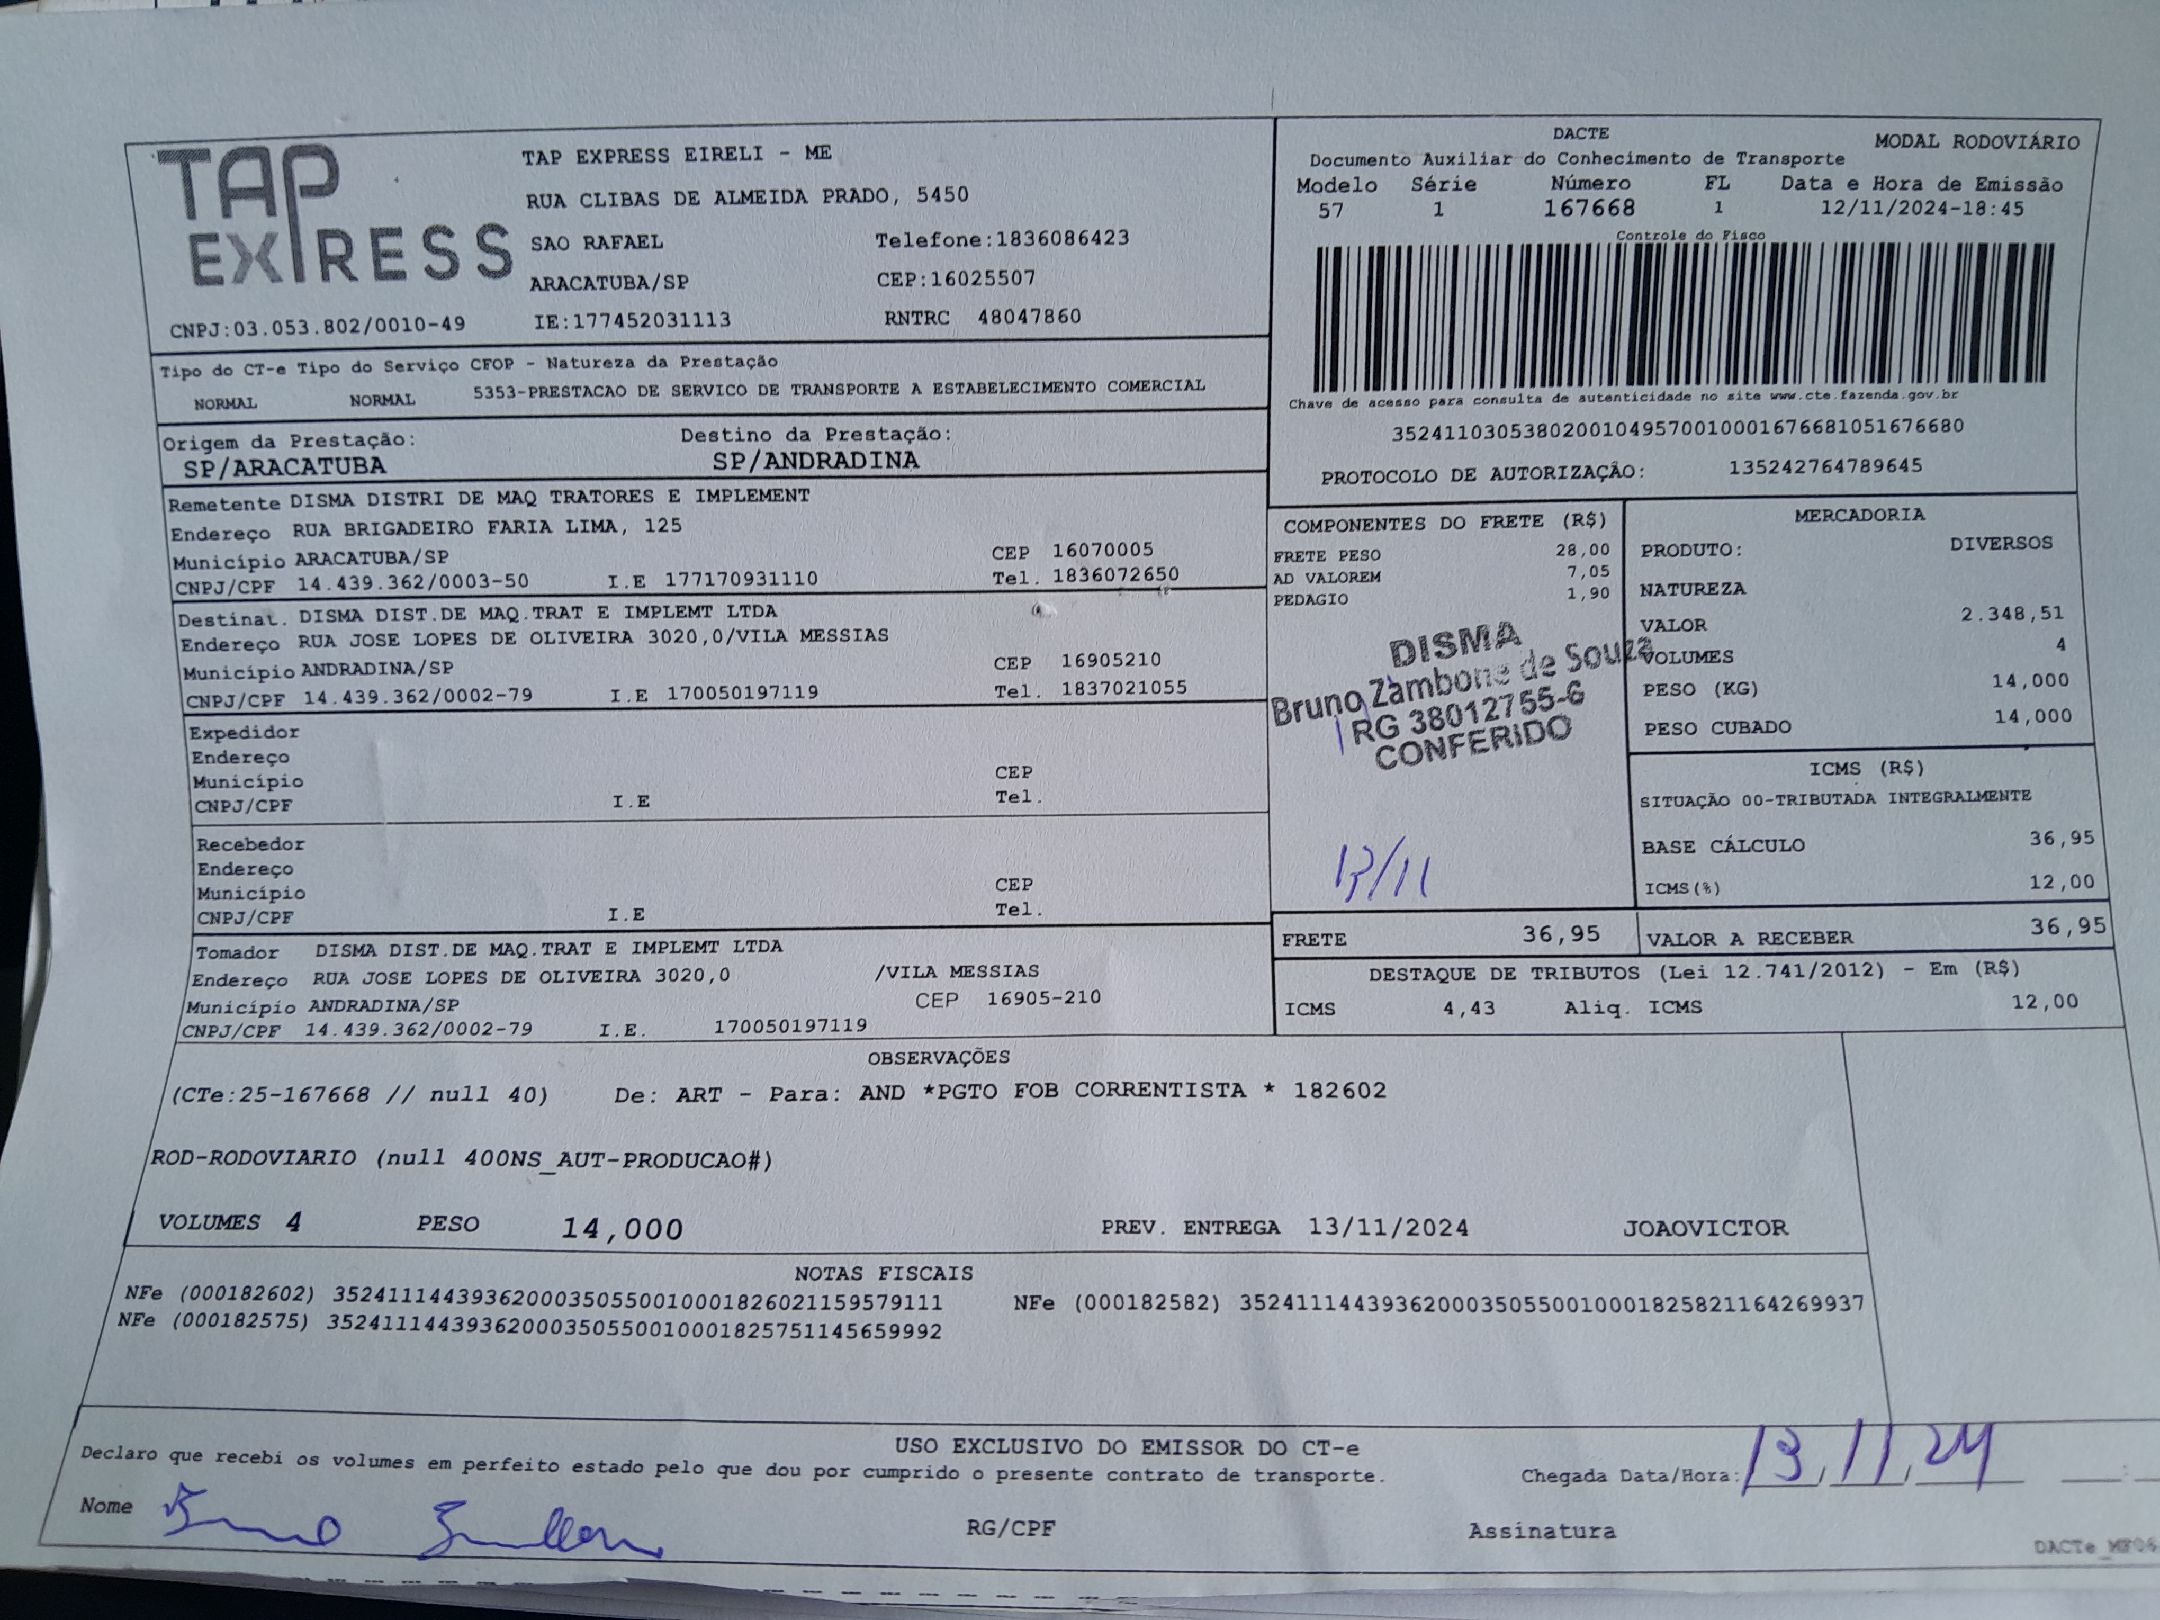 TAP
EXPRESS
TAP EXPRESS EIRELI - ME
RUA CLIBAS DE ALMEIDA PRADO, 5450
SAO RAFAEL Telefone:1836086423
ARACATUBA/SP CEP:16025507
CNPJ:03.053.802/0010-49 IE:177452031113 RNTRC 48047860
DACTE MODAL RODOVIÁRIO
Documento Auxiliar do Conhecimento de Transporte
Modelo Série Número FL Data e Hora de Emissão
57 1 167668 1 12/11/2024-18:45
Controle do Fisco
Chave de acesso para consulta de autenticidade no site www.cte.fazenda.gov.br
35241103053802001049570010001676681051676680
PROTOCOLO DE AUTORIZAÇÃO: 135242764789645
Tipo do CT-e Tipo do Serviço CFOP - Natureza da Prestação
NORMAL NORMAL 5353-PRESTACAO DE SERVICO DE TRANSPORTE A ESTABELECIMENTO COMERCIAL
Origem da Prestação: Destino da Prestação:
SP/ARACATUBA SP/ANDRADINA
Remetente DISMA DISTRI DE MAQ TRATORES E IMPLEMENT
Endereço RUA BRIGADEIRO FARIA LIMA, 125
Município ARACATUBA/SP CEP 16070005
CNPJ/CPF 14.439.362/0003-50 I.E 177170931110 Tel. 1836072650
Destinat. DISMA DIST.DE MAQ.TRAT E IMPLEMT LTDA
Endereço RUA JOSE LOPES DE OLIVEIRA 3020,0/VILA MESSIAS
Município ANDRADINA/SP CEP 16905210
CNPJ/CPF 14.439.362/0002-79 I.E 170050197119 Tel. 1837021055
Expedidor
Endereço
Município CEP
CNPJ/CPF I.E Tel.
Recebedor
Endereço
Município CEP
CNPJ/CPF I.E Tel.
Tomador DISMA DIST.DE MAQ.TRAT E IMPLEMT LTDA
Endereço RUA JOSE LOPES DE OLIVEIRA 3020,0 /VILA MESSIAS
Município ANDRADINA/SP CEP 16905-210
CNPJ/CPF 14.439.362/0002-79 I.E. 170050197119
COMPONENTES DO FRETE (R$)
FRETE PESO 28,00
AD VALOREM 7,05
PEDAGIO 1,90
DISMA
Bruno Zambone de Souza
RG 38012755-6
CONFERIDO
13/11
MERCADORIA
PRODUTO: DIVERSOS
NATUREZA
VALOR 2.348,51
VOLUMES 4
PESO (KG) 14,000
PESO CUBADO 14,000
ICMS (R$)
SITUAÇÃO 00-TRIBUTADA INTEGRALMENTE
BASE CÁLCULO 36,95
ICMS(%) 12,00
FRETE 36,95 VALOR A RECEBER 36,95
DESTAQUE DE TRIBUTOS (Lei 12.741/2012) - Em (R$)
ICMS 4,43 Aliq. ICMS 12,00
OBSERVAÇÕES
(CTe:25-167668 // null 40) De: ART - Para: AND *PGTO FOB CORRENTISTA * 182602
ROD-RODOVIARIO (null 400NS_AUT-PRODUCAO#)
VOLUMES 4 PESO 14,000 PREV. ENTREGA 13/11/2024 JOAOVICTOR
NOTAS FISCAIS
NFe (000182602) 35241114439362000350550010001826021159579111 NFe (000182582) 35241114439362000350550010001825821164269937
NFe (000182575) 35241114439362000350550010001825751145659992
USO EXCLUSIVO DO EMISSOR DO CT-e
Declaro que recebi os volumes em perfeito estado pelo que dou por cumprido o presente contrato de transporte. Chegada Data/Hora: 13/11/24
Nome Bruno RG/CPF Assinatura